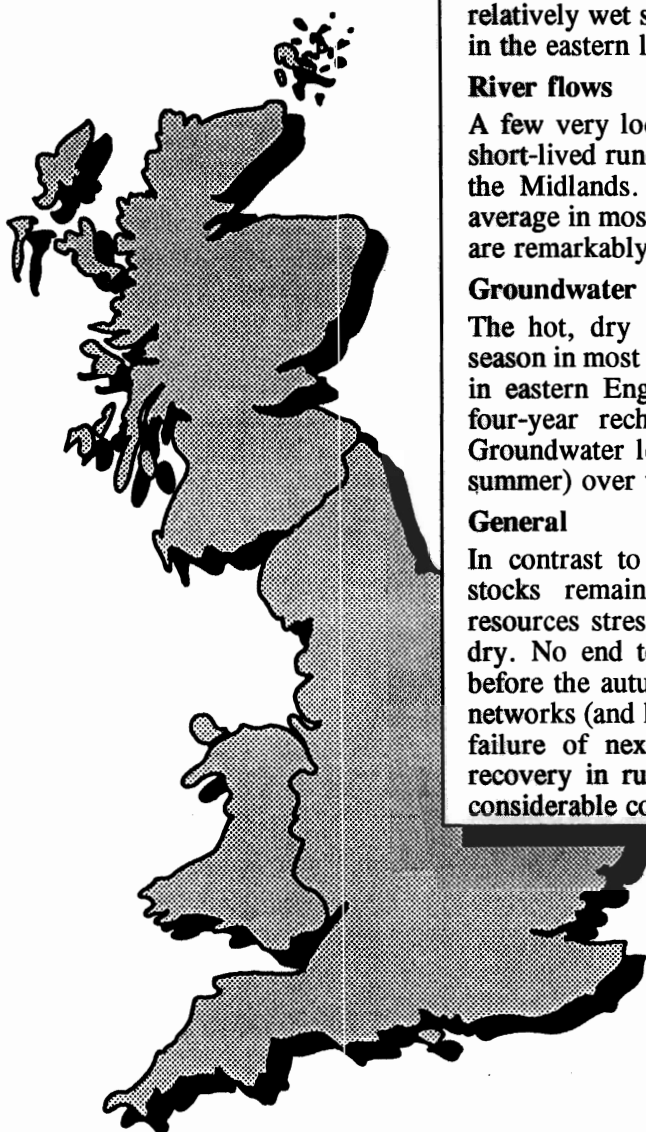 relatively wet s
in the eastern l
River flows
A few very loc
short-lived run
the Midlands.
average in mos
are remarkably
Groundwater
The hot, dry
season in most
in eastern Eng
four-year rech
Groundwater l
summer) over
General
In contrast to
stocks remain
resources stres
dry. No end t
before the autu
networks (and
failure of nex
recovery in ru
considerable co